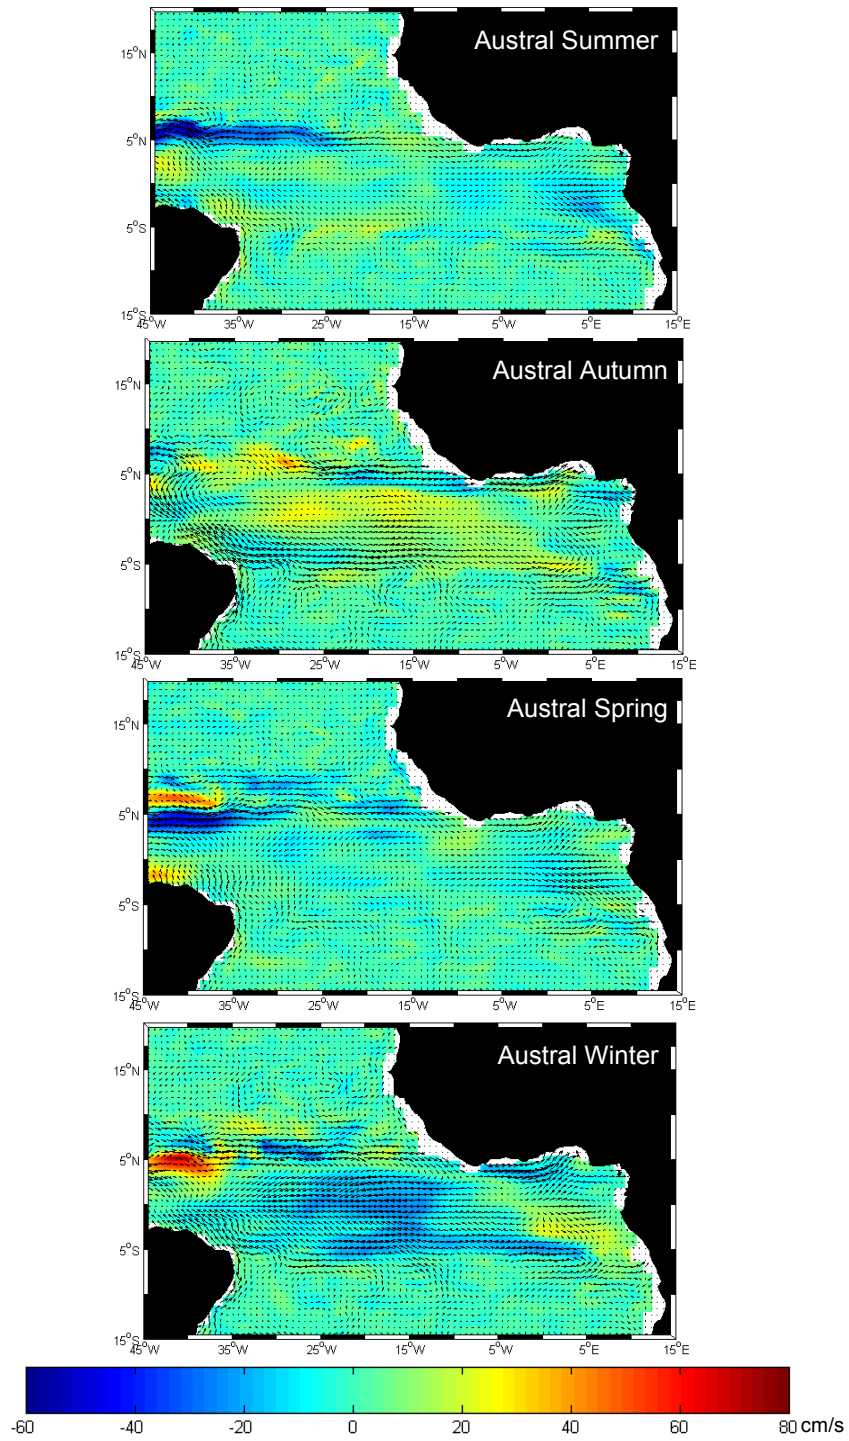 Austral Summer
15°N
5°N
5°S
15°S
45°W 35°W 25°W 15°W 5°W 5°E 15°E
Austral Autumn
15°N
5°N
5°S
15°S
45°W 35°W 25°W 15°W 5°W 5°E 15°E
Austral Spring
15°N
5°N
5°S
15°S
45°W 35°W 25°W 15°W 5°W 5°E 15°E
Austral Winter
15°N
5°N
5°S
15°S
45°W 35°W 25°W 15°W 5°W 5°E 15°E
-60 -40 -20 0 20 40 60 80 cm/s